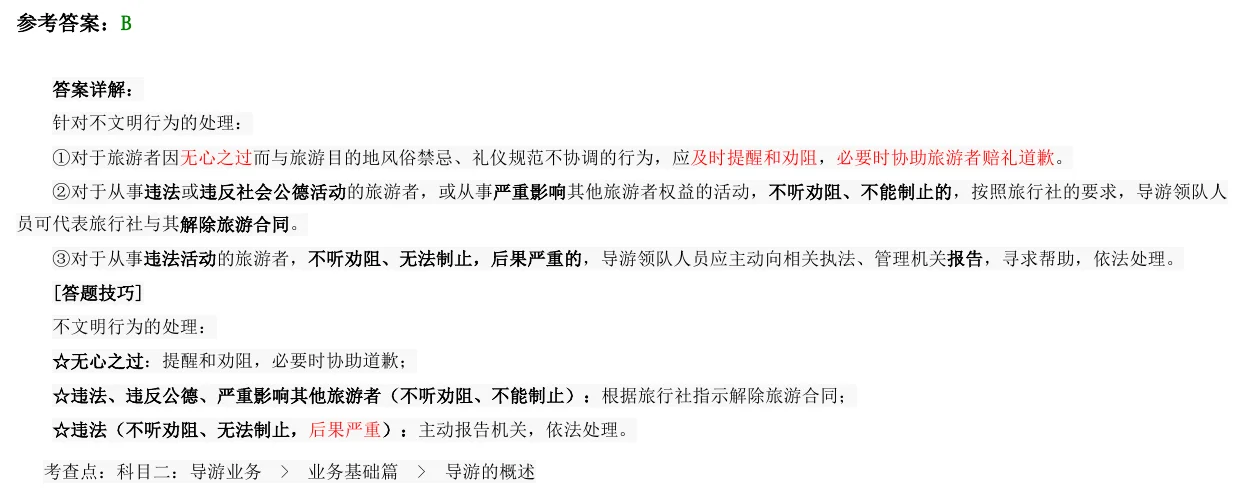 参考答案：B
答案详解：
针对不文明行为的处理：
①对于旅游者因无心之过而与旅游目的地风俗禁忌、礼仪规范不协调的行为，应及时提醒和劝阻，必要时协助旅游者赔礼道歉。
②对于从事违法或违反社会公德活动的旅游者，或从事严重影响其他旅游者权益的活动，不听劝阻、不能制止的，按照旅行社的要求，导游领队人
员可代表旅行社与其解除旅游合同。
③对于从事违法活动的旅游者，不听劝阻、无法制止，后果严重的，导游领队人员应主动向相关执法、管理机关报告，寻求帮助，依法处理。
[答题技巧]
不文明行为的处理：
☆无心之过：提醒和劝阻，必要时协助道歉；
☆违法、违反公德、严重影响其他旅游者（不听劝阻、不能制止）：根据旅行社指示解除旅游合同；
☆违法（不听劝阻、无法制止，后果严重）：主动报告机关，依法处理。
考查点：科目二：导游业务 > 业务基础篇 > 导游的概述